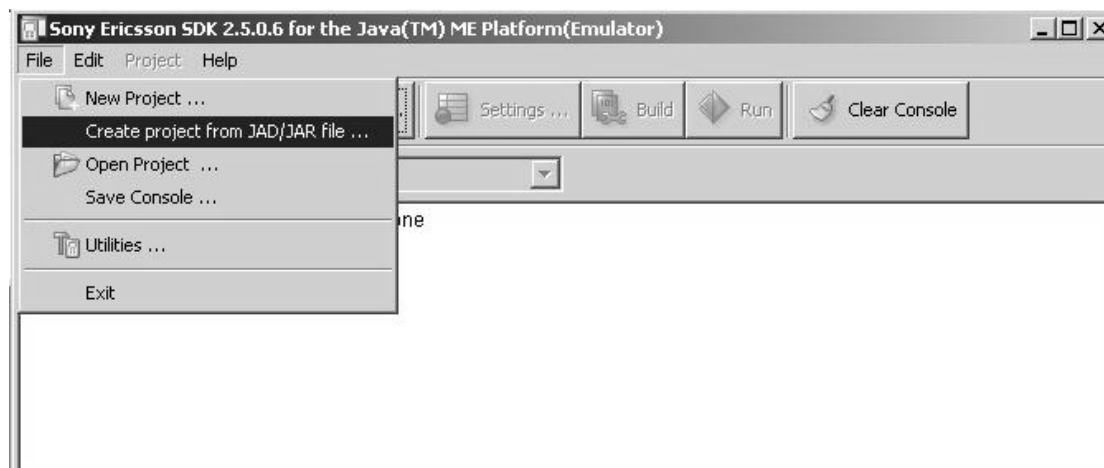 Sony Ericsson SDK 2.5.0.6 for the Java(TM) ME Platform(Emulator)
File Edit Project Help
New Project ...
Settings ... Build Run Clear Console
Create project from JAD/JAR file ...
Open Project ...
Save Console ...
Utilities ...
Exit